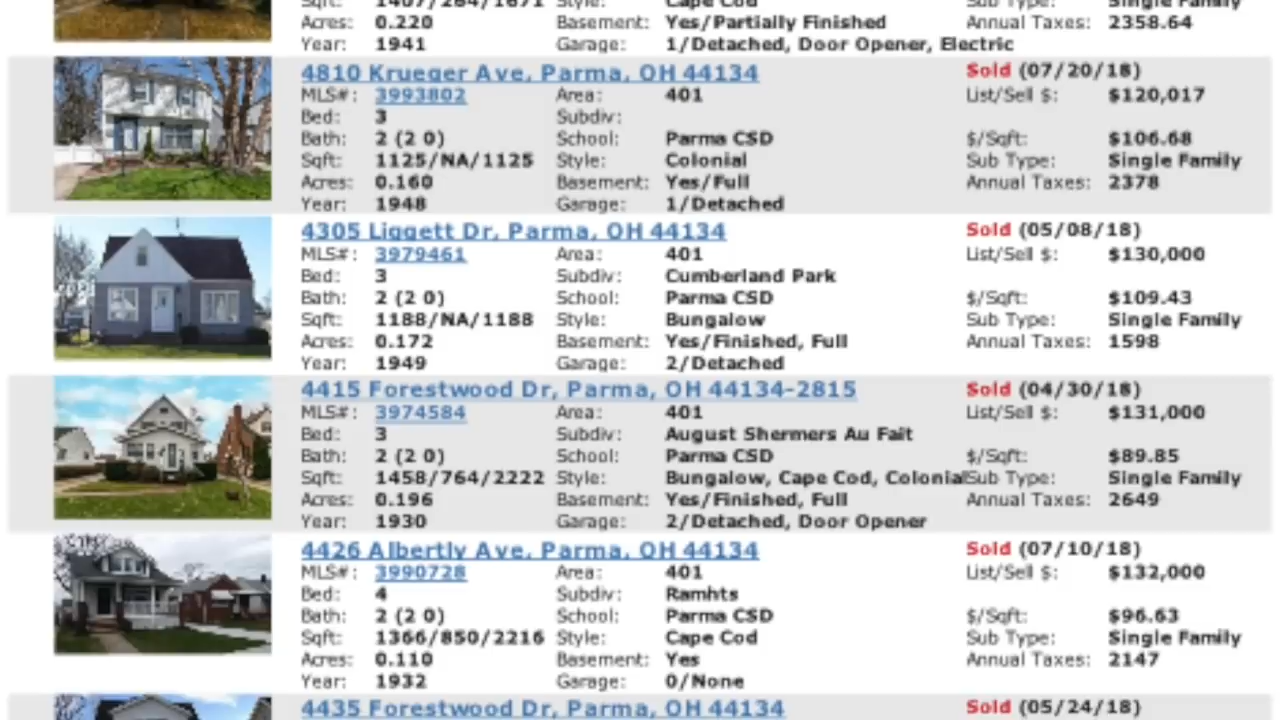 Sqft: 1407/264/1671 Style: Cape Cod Sub Type: Single Family
Acres: 0.220 Basement: Yes/Partially Finished Annual Taxes: 2358.64
Year: 1941 Garage: 1/Detached, Door Opener, Electric
4810 Krueger Ave, Parma, OH 44134 Sold (07/20/18)
MLS#: 3993802 Area: 401 List/Sell $: $120,017
Bed: 3 Subdiv:
Bath: 2 (2 0) School: Parma CSD $/Sqft: $106.68
Sqft: 1125/NA/1125 Style: Colonial Sub Type: Single Family
Acres: 0.160 Basement: Yes/Full Annual Taxes: 2378
Year: 1948 Garage: 1/Detached
4305 Liggett Dr, Parma, OH 44134 Sold (05/08/18)
MLS#: 3979461 Area: 401 List/Sell $: $130,000
Bed: 3 Subdiv: Cumberland Park
Bath: 2 (2 0) School: Parma CSD $/Sqft: $109.43
Sqft: 1188/NA/1188 Style: Bungalow Sub Type: Single Family
Acres: 0.172 Basement: Yes/Finished, Full Annual Taxes: 1598
Year: 1949 Garage: 2/Detached
4415 Forestwood Dr, Parma, OH 44134-2815 Sold (04/30/18)
MLS#: 3974584 Area: 401 List/Sell $: $131,000
Bed: 3 Subdiv: August Shermers Au Fait
Bath: 2 (2 0) School: Parma CSD $/Sqft: $89.85
Sqft: 1458/764/2222 Style: Bungalow, Cape Cod, Colonial Sub Type: Single Family
Acres: 0.196 Basement: Yes/Finished, Full Annual Taxes: 2649
Year: 1930 Garage: 2/Detached, Door Opener
4426 Albertly Ave, Parma, OH 44134 Sold (07/10/18)
MLS#: 3990728 Area: 401 List/Sell $: $132,000
Bed: 4 Subdiv: Ramhts
Bath: 2 (2 0) School: Parma CSD $/Sqft: $96.63
Sqft: 1366/850/2216 Style: Cape Cod Sub Type: Single Family
Acres: 0.110 Basement: Yes Annual Taxes: 2147
Year: 1932 Garage: 0/None
4435 Forestwood Dr, Parma, OH 44134 Sold (05/24/18)